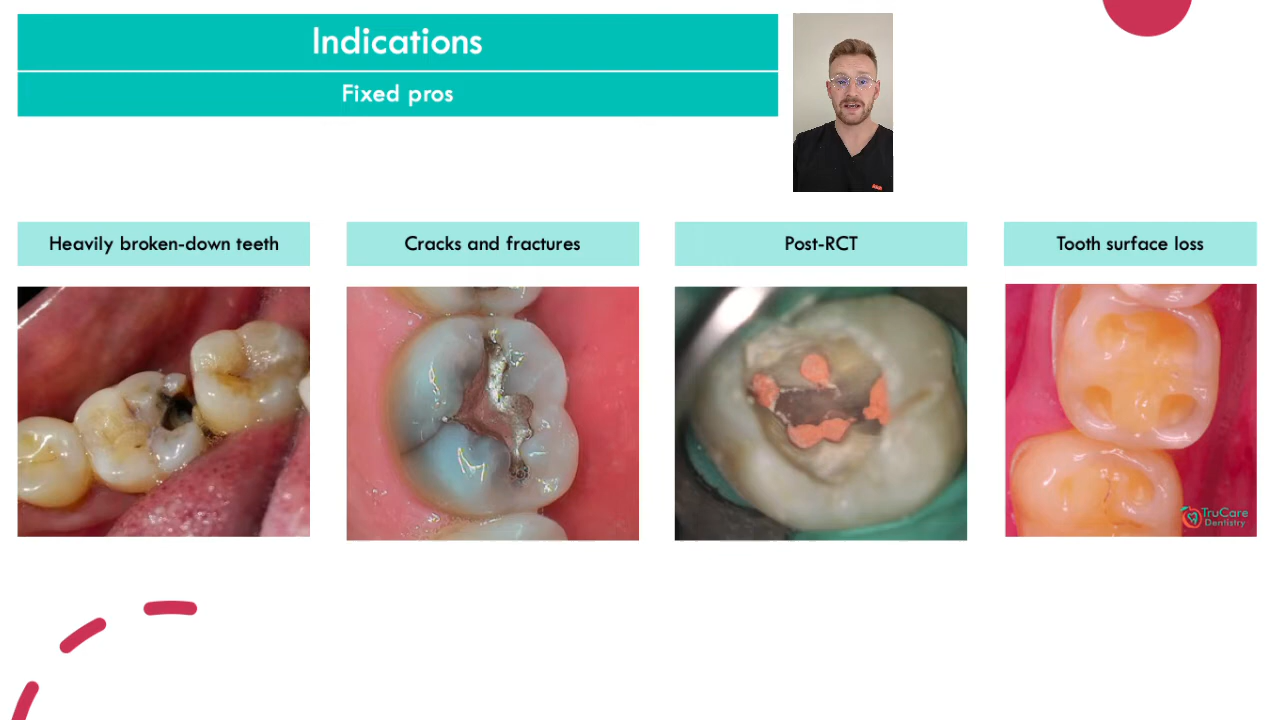 Indications
Fixed pros
Heavily broken-down teeth
Cracks and fractures
Post-RCT
Tooth surface loss
TruCare
Dentistry